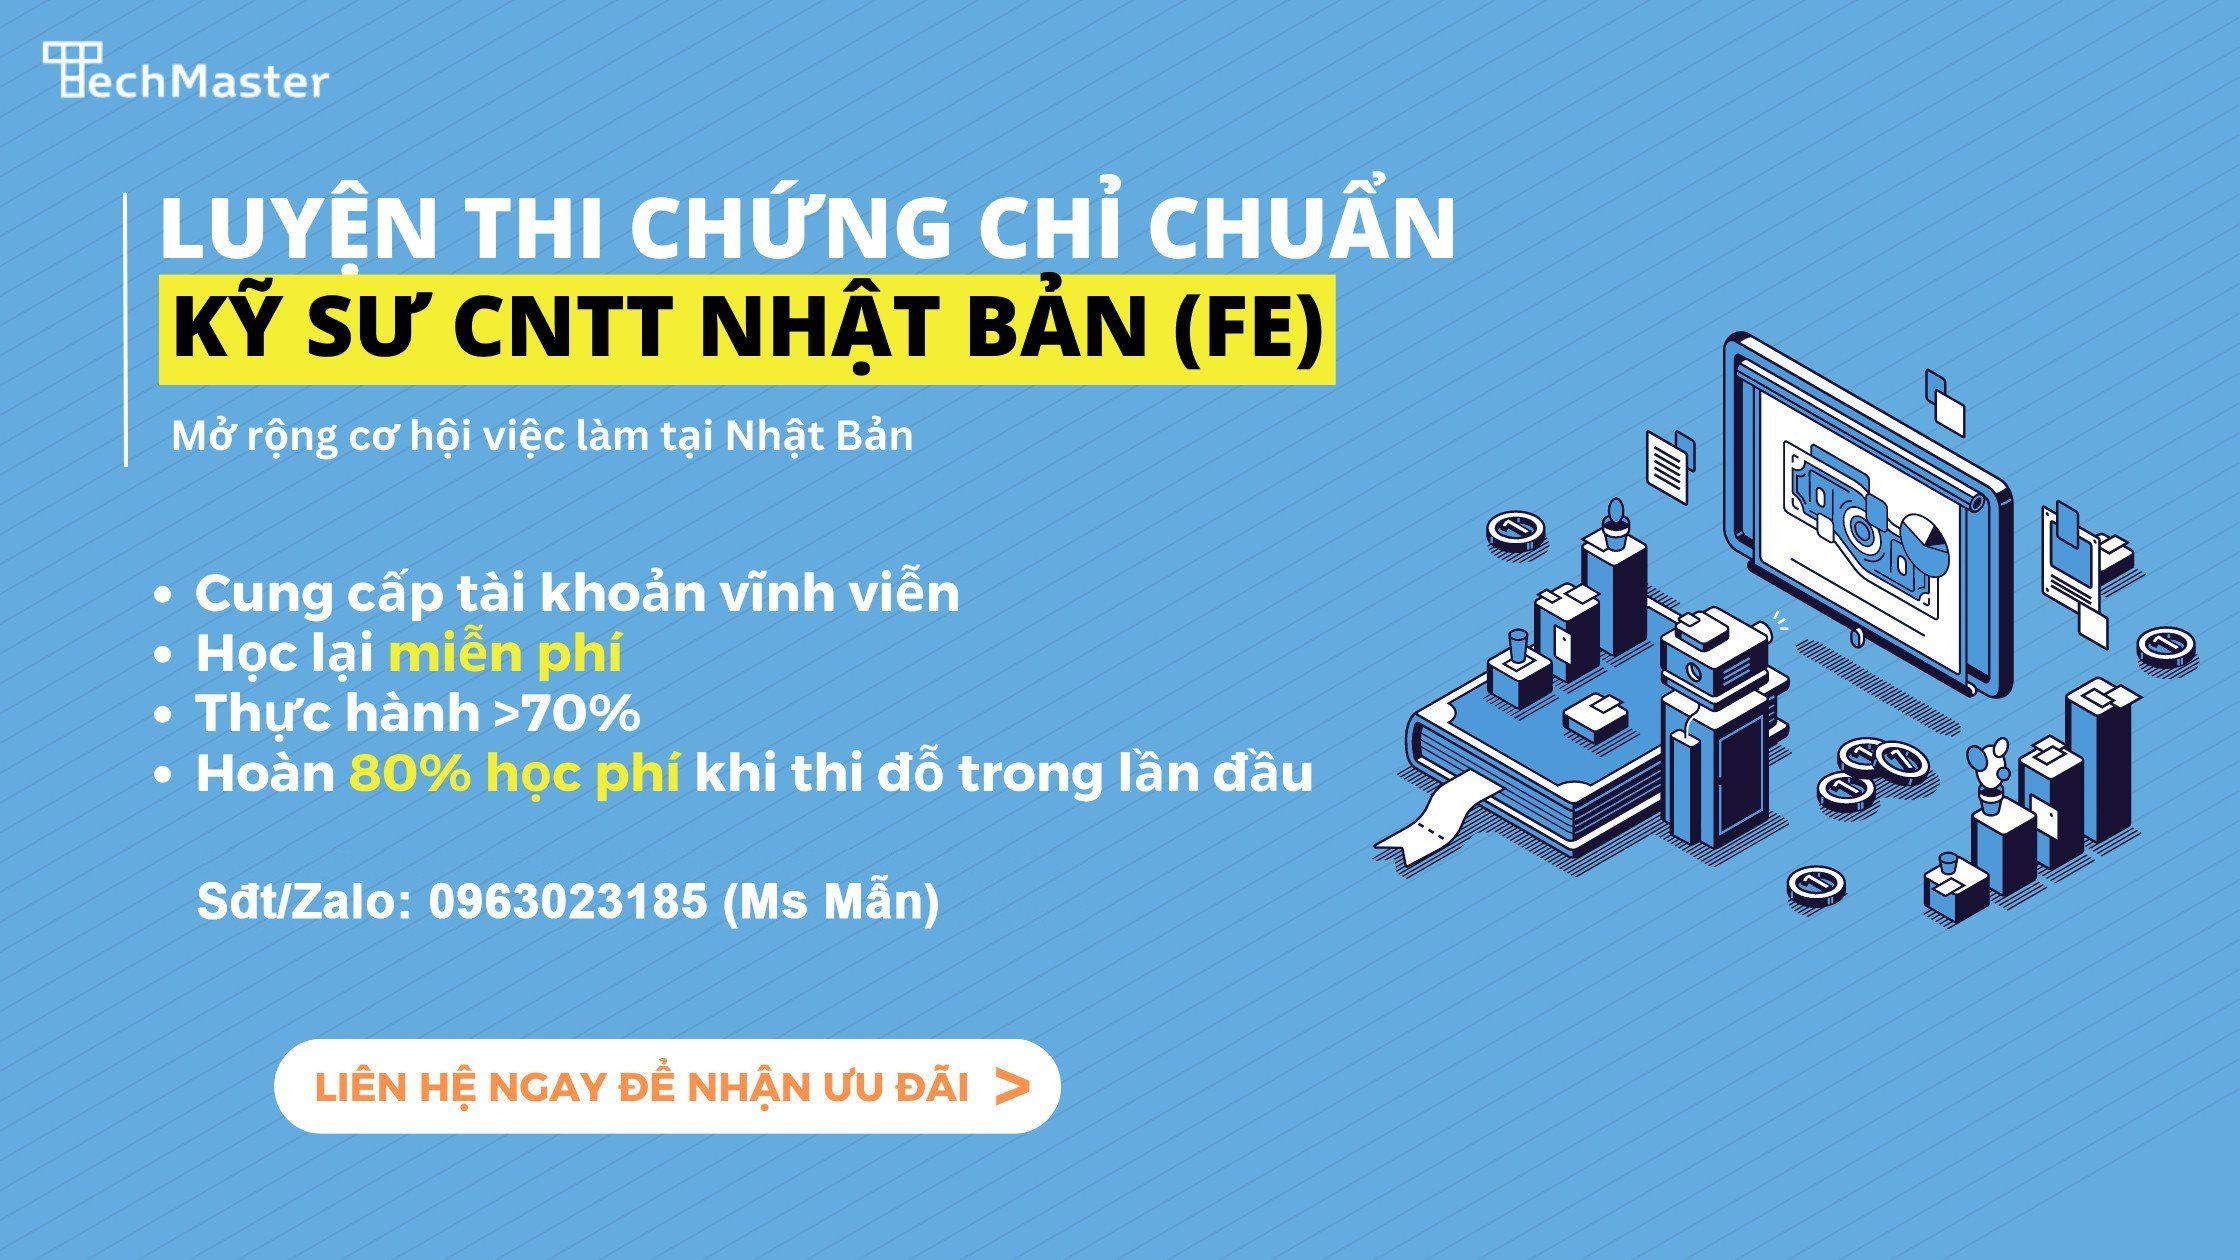 TechMaster
LUYỆN THI CHỨNG CHỈ CHUẨN
KỸ SƯ CNTT NHẬT BẢN (FE)
Mở rộng cơ hội việc làm tại Nhật Bản
• Cung cấp tài khoản vĩnh viễn
• Học lại miễn phí
• Thực hành >70%
• Hoàn 80% học phí khi thi đỗ trong lần đầu
Sđt/Zalo: 0963023185 (Ms Mẫn)
LIÊN HỆ NGAY ĐỂ NHẬN ƯU ĐÃI >